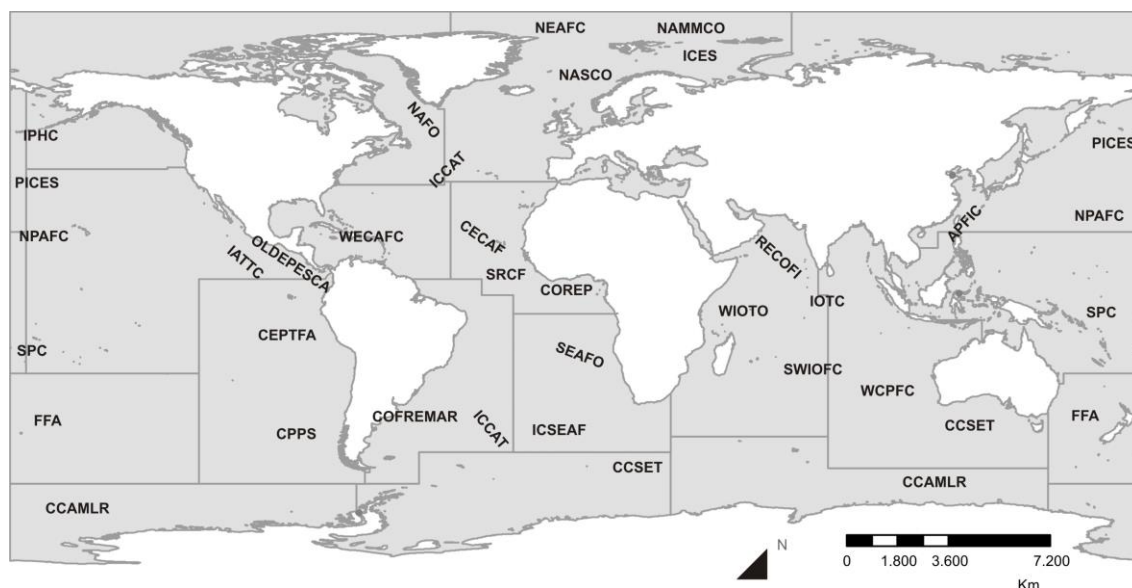 NEAFC
NAMMCO
ICES
NASCO
NAFO
IPHC
PICES
ICCAT
PICES
NPAFC
APFIC
NPAFC
WECAFC
CECAF
OLDEPESCA
RECOFI
IATTC
SRCF
COREP
IOTC
WIOTO
SPC
CEPTFA
SPC
SEAFO
SWIOFC
WCPFC
FFA
COFREMAR
ICCAT
FFA
CPPS
ICSEAF
CCSET
CCSET
CCAMLR
CCAMLR
N
0 1.800 3.600 7.200
Km